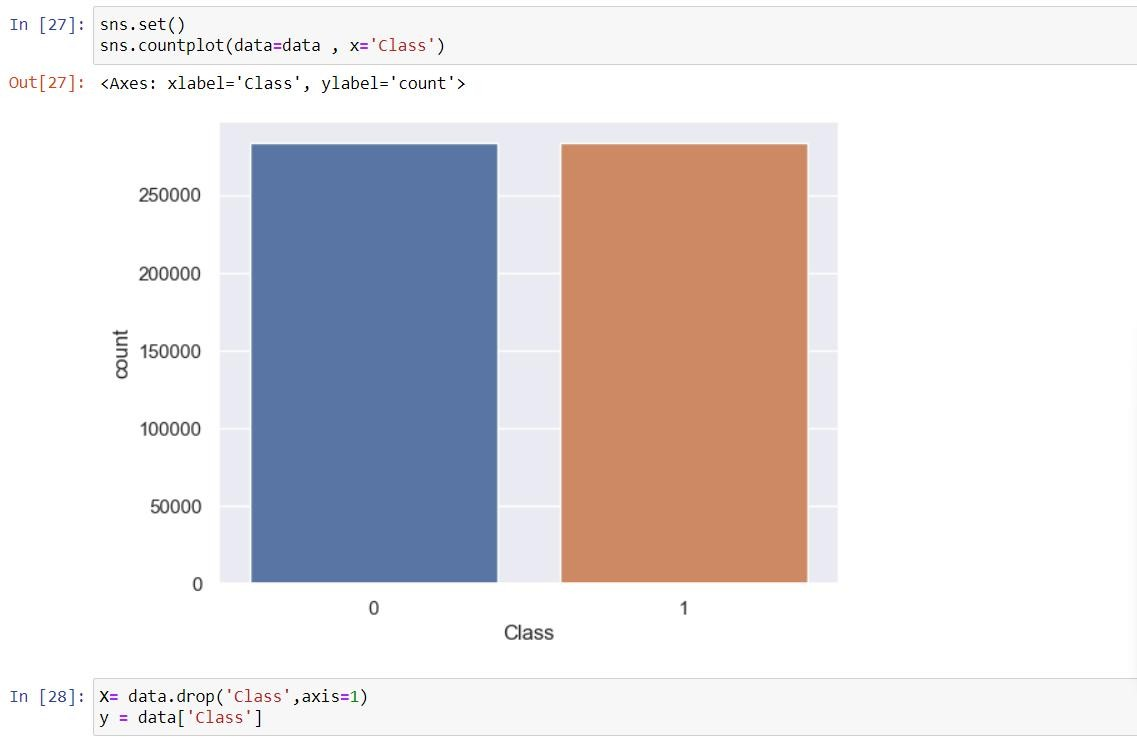 In [27]: sns.set()
sns.countplot(data=data , x='Class')
Out[27]: <Axes: xlabel='Class', ylabel='count'>
250000
200000
150000
100000
50000
0
count
0 1
Class
In [28]: X= data.drop('Class',axis=1)
y = data['Class']